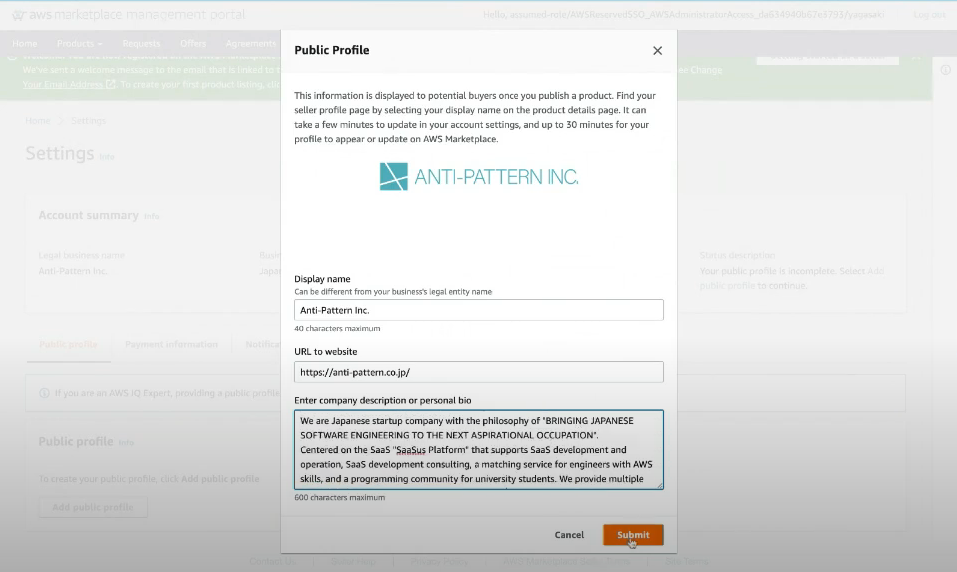 aws marketplace management portal
Log out
Home Products Requests Offers Agreements
We've sent a welcome message to the email that is linked to
Your Email Address
To create your first product listing,
Home > Settings
Settings Info
Account summary Info
Legal business name
Anti-Pattern Inc.
Status description
Your public profile is incomplete. Select Add
public profile to continue.
Public profile Payment information
If you are an AWS IQ Expert, providing a public profile
Public profile Info
To create your public profile, click Add public profile
Add public profile
Public Profile
This information is displayed to potential buyers once you publish a product. Find your
seller profile page by selecting your display name on the product details page. It can
take a few minutes to update in your account settings, and up to 30 minutes for your
profile to appear or update on AWS Marketplace.
ANTI-PATTERN INC.
Display name
Can be different from your business's legal entity name
Anti-Pattern Inc.
40 characters maximum
URL to website
https://anti-pattern.co.jp/
Enter company description or personal bio
We are Japanese startup company with the philosophy of "BRINGING JAPANESE
SOFTWARE ENGINEERING TO THE NEXT ASPIRATIONAL OCCUPATION".
Centered on the SaaS "SaaSus Platform" that supports SaaS development and
operation, SaaS development consulting, a matching service for engineers with AWS
skills, and a programming community for university students. We provide multiple
600 characters maximum
Cancel
Submit